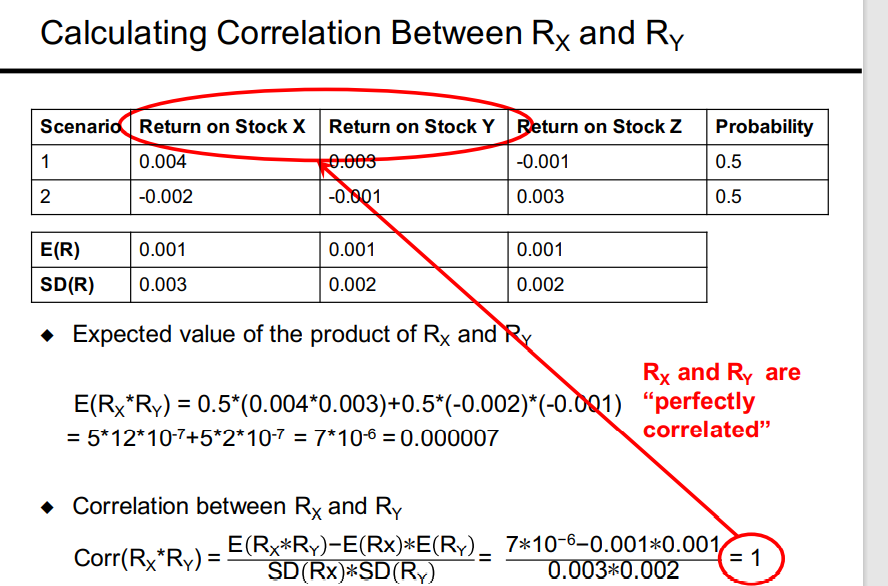 Calculating Correlation Between RX and RY
Scenario Return on Stock X Return on Stock Y Return on Stock Z Probability
1 0.004 0.003 -0.001 0.5
2 -0.002 -0.001 0.003 0.5
E(R) 0.001 0.001 0.001
SD(R) 0.003 0.002 0.002
◆ Expected value of the product of RX and RY
RX and RY are
“perfectly
correlated”
E(RX*RY) = 0.5*(0.004*0.003)+0.5*(-0.002)*(-0.001)
= 5*12*10-7+5*2*10-7 = 7*10-6 = 0.000007
◆ Correlation between RX and RY
Corr(RX*RY) = E(RX*RY)−E(RX)*E(RY) / SD(RX)*SD(RY) = 7*10−6−0.001*0.001 / 0.003*0.002 = 1